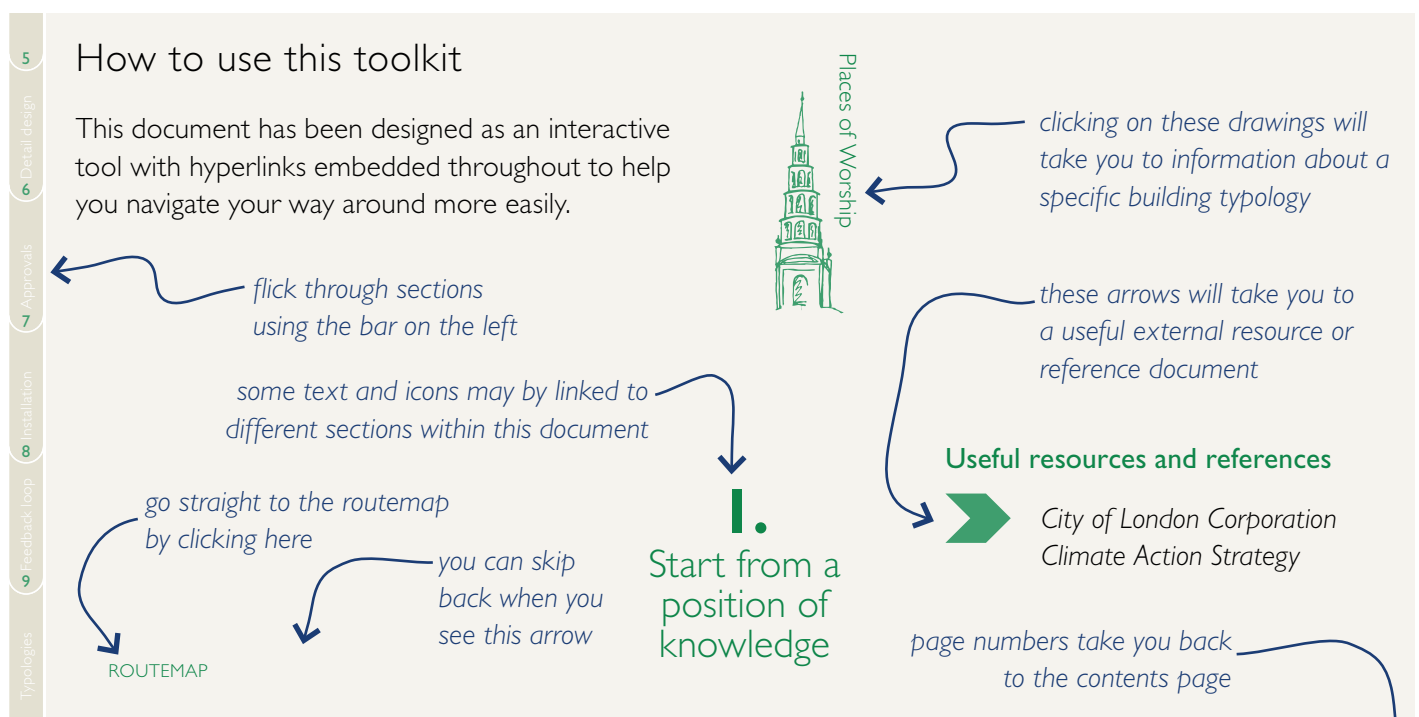 How to use this toolkit
This document has been designed as an interactive
tool with hyperlinks embedded throughout to help
you navigate your way around more easily.
flick through sections
using the bar on the left
some text and icons may by linked to
different sections within this document
go straight to the routemap
by clicking here
ROUTEMAP
you can skip
back when you
see this arrow
1.
Start from a
position of
knowledge
Places of Worship
clicking on these drawings will
take you to information about a
specific building typology
these arrows will take you to
a useful external resource or
reference document
Useful resources and references
City of London Corporation
Climate Action Strategy
page numbers take you back
to the contents page
5
Detail design
6
Approvals
7
Installation
8
Feedback loop
9
Typologies